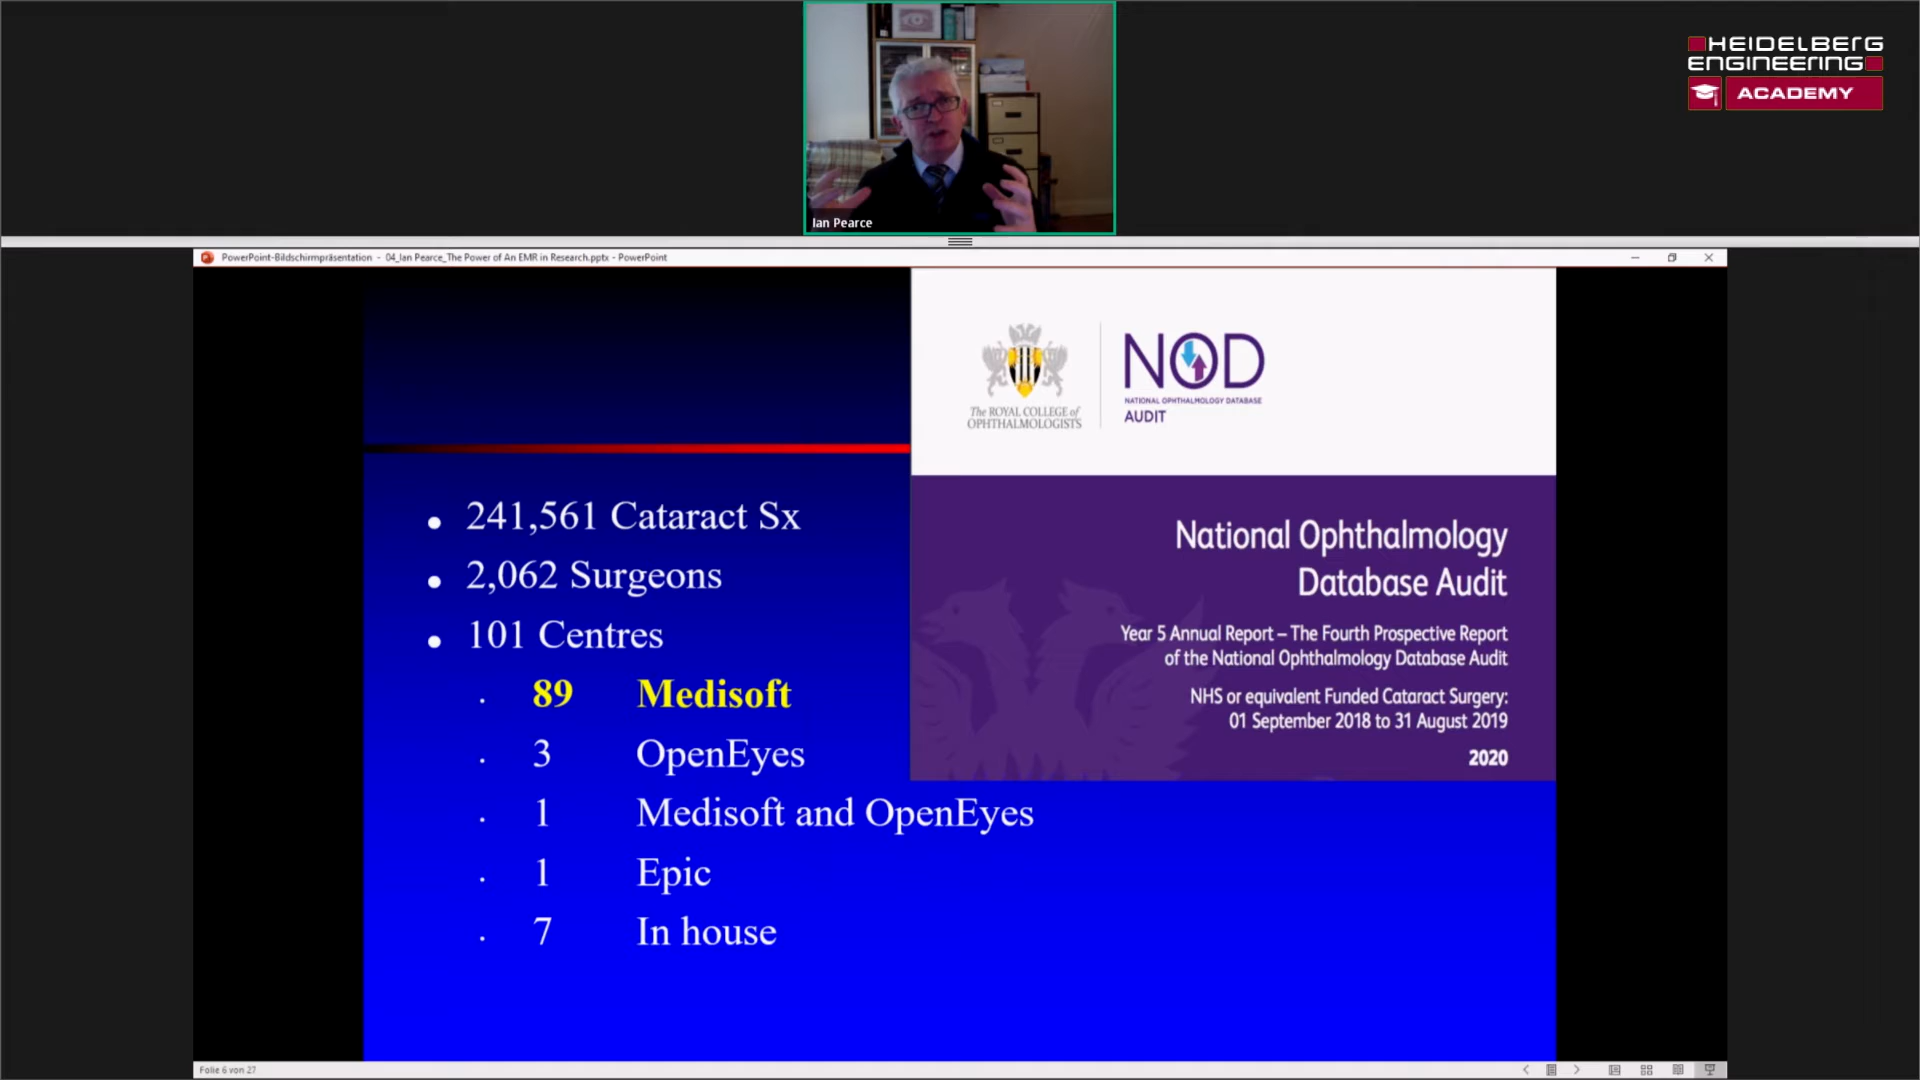 HEIDELBERG
ENGINEERING
ACADEMY
Ian Pearce
PowerPoint-Bildschirmpräsentation - 04_Ian Pearce_The Power of An EMR in Research.pptx - PowerPoint
The ROYAL COLLEGE of
OPHTHALMOLOGISTS
NOD
NATIONAL OPHTHALMOLOGY DATABASE
AUDIT
National Ophthalmology
Database Audit
Year 5 Annual Report – The Fourth Prospective Report
of the National Ophthalmology Database Audit
NHS or equivalent Funded Cataract Surgery:
01 September 2018 to 31 August 2019
2020
• 241,561 Cataract Sx
• 2,062 Surgeons
• 101 Centres
. 89 Medisoft
. 3 OpenEyes
. 1 Medisoft and OpenEyes
. 1 Epic
. 7 In house
Folie 6 von 27